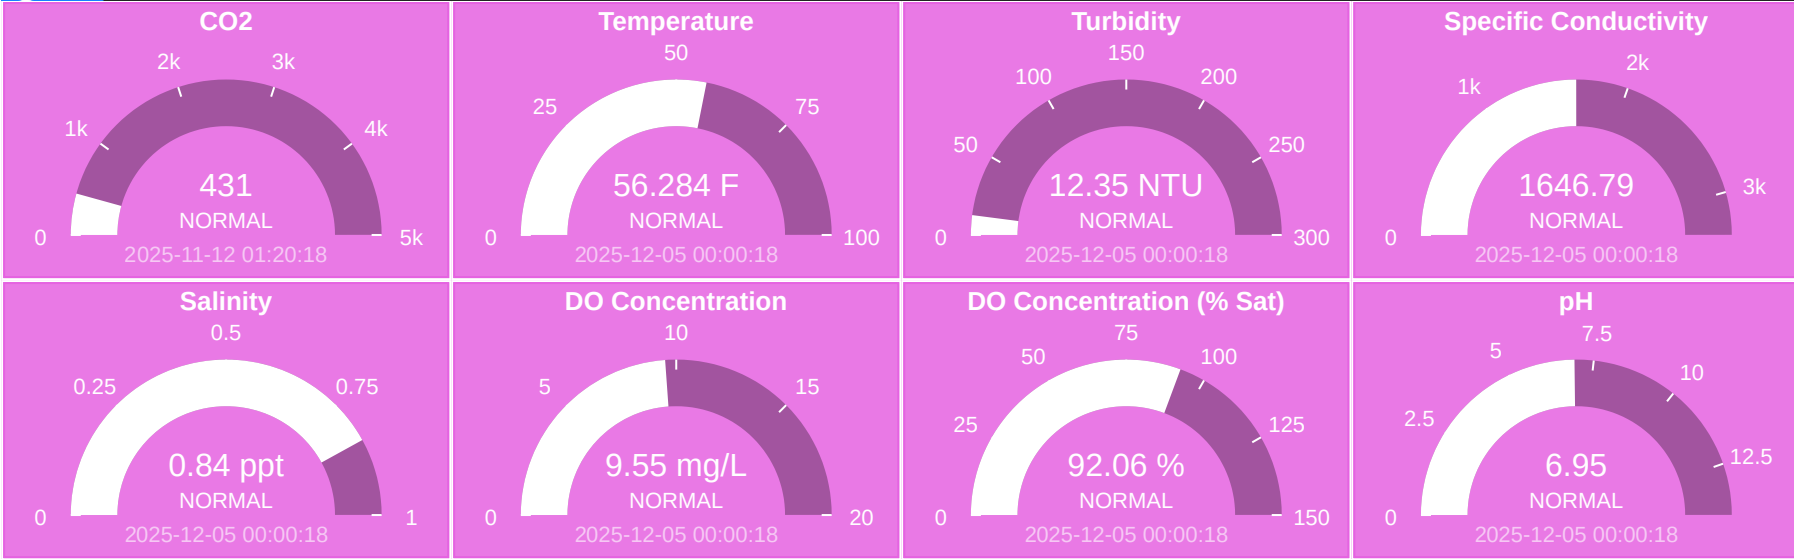 CO2
0
1k
2k
3k
4k
5k
431
NORMAL
2025-11-12 01:20:18
Temperature
0
25
50
75
100
56.284 F
NORMAL
2025-12-05 00:00:18
Turbidity
0
50
100
150
200
250
300
12.35 NTU
NORMAL
2025-12-05 00:00:18
Specific Conductivity
0
1k
2k
3k
1646.79
NORMAL
2025-12-05 00:00:18
Salinity
0
0.25
0.5
0.75
1
0.84 ppt
NORMAL
2025-12-05 00:00:18
DO Concentration
0
5
10
15
20
9.55 mg/L
NORMAL
2025-12-05 00:00:18
DO Concentration (% Sat)
0
25
50
75
100
125
150
92.06 %
NORMAL
2025-12-05 00:00:18
pH
0
2.5
5
7.5
10
12.5
6.95
NORMAL
2025-12-05 00:00:18